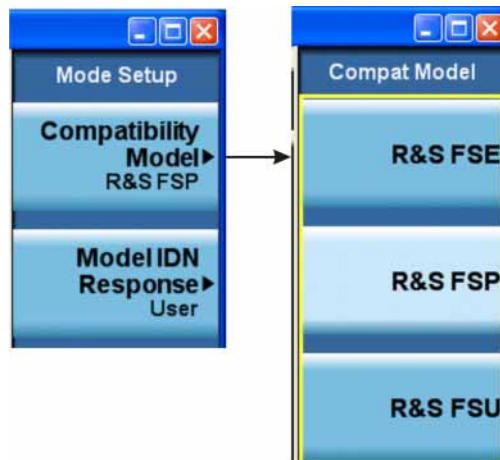 Mode Setup
Compatibility
Model
R&S FSP
Model IDN
Response
User
Compat Model
R&S FSE
R&S FSP
R&S FSU